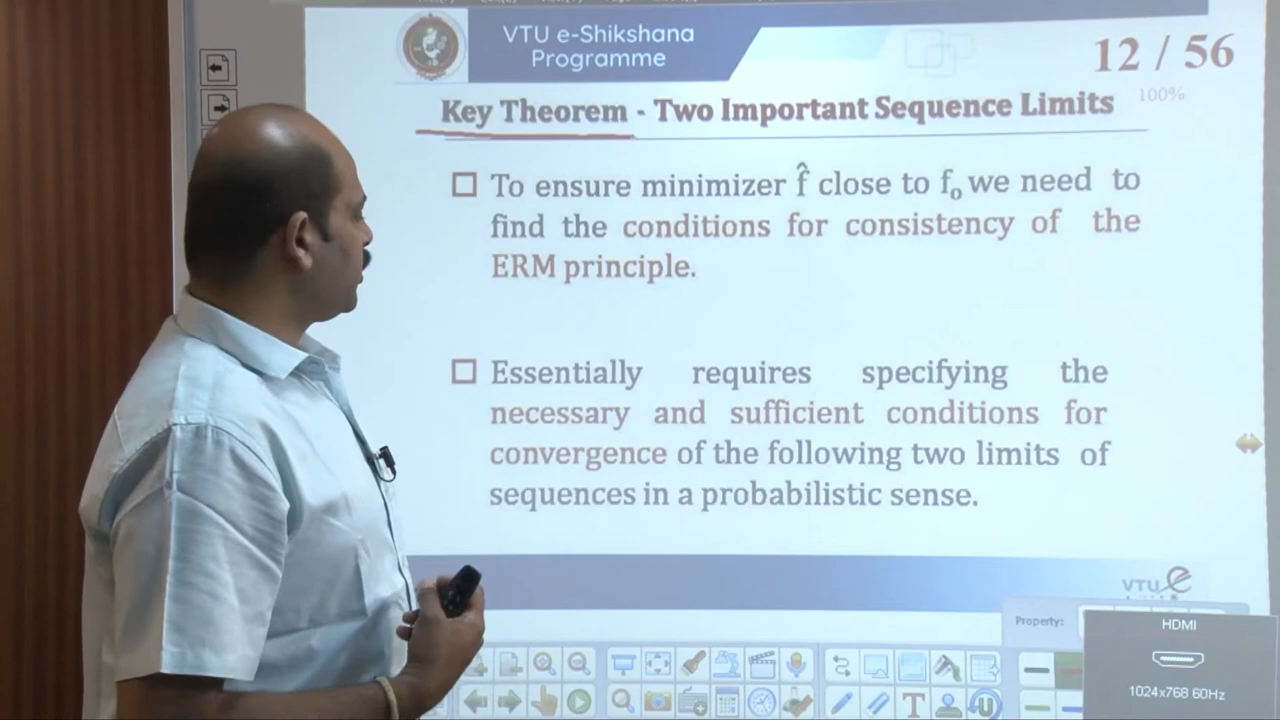 VTU e-Shikshana
Programme
12 / 56
100%
Key Theorem - Two Important Sequence Limits
☐ To ensure minimizer f̂ close to fₒ we need to
find the conditions for consistency of the
ERM principle.
☐ Essentially requires specifying the
necessary and sufficient conditions for
convergence of the following two limits of
sequences in a probabilistic sense.
VTU e
Property:
HDMI
1024x768 60Hz